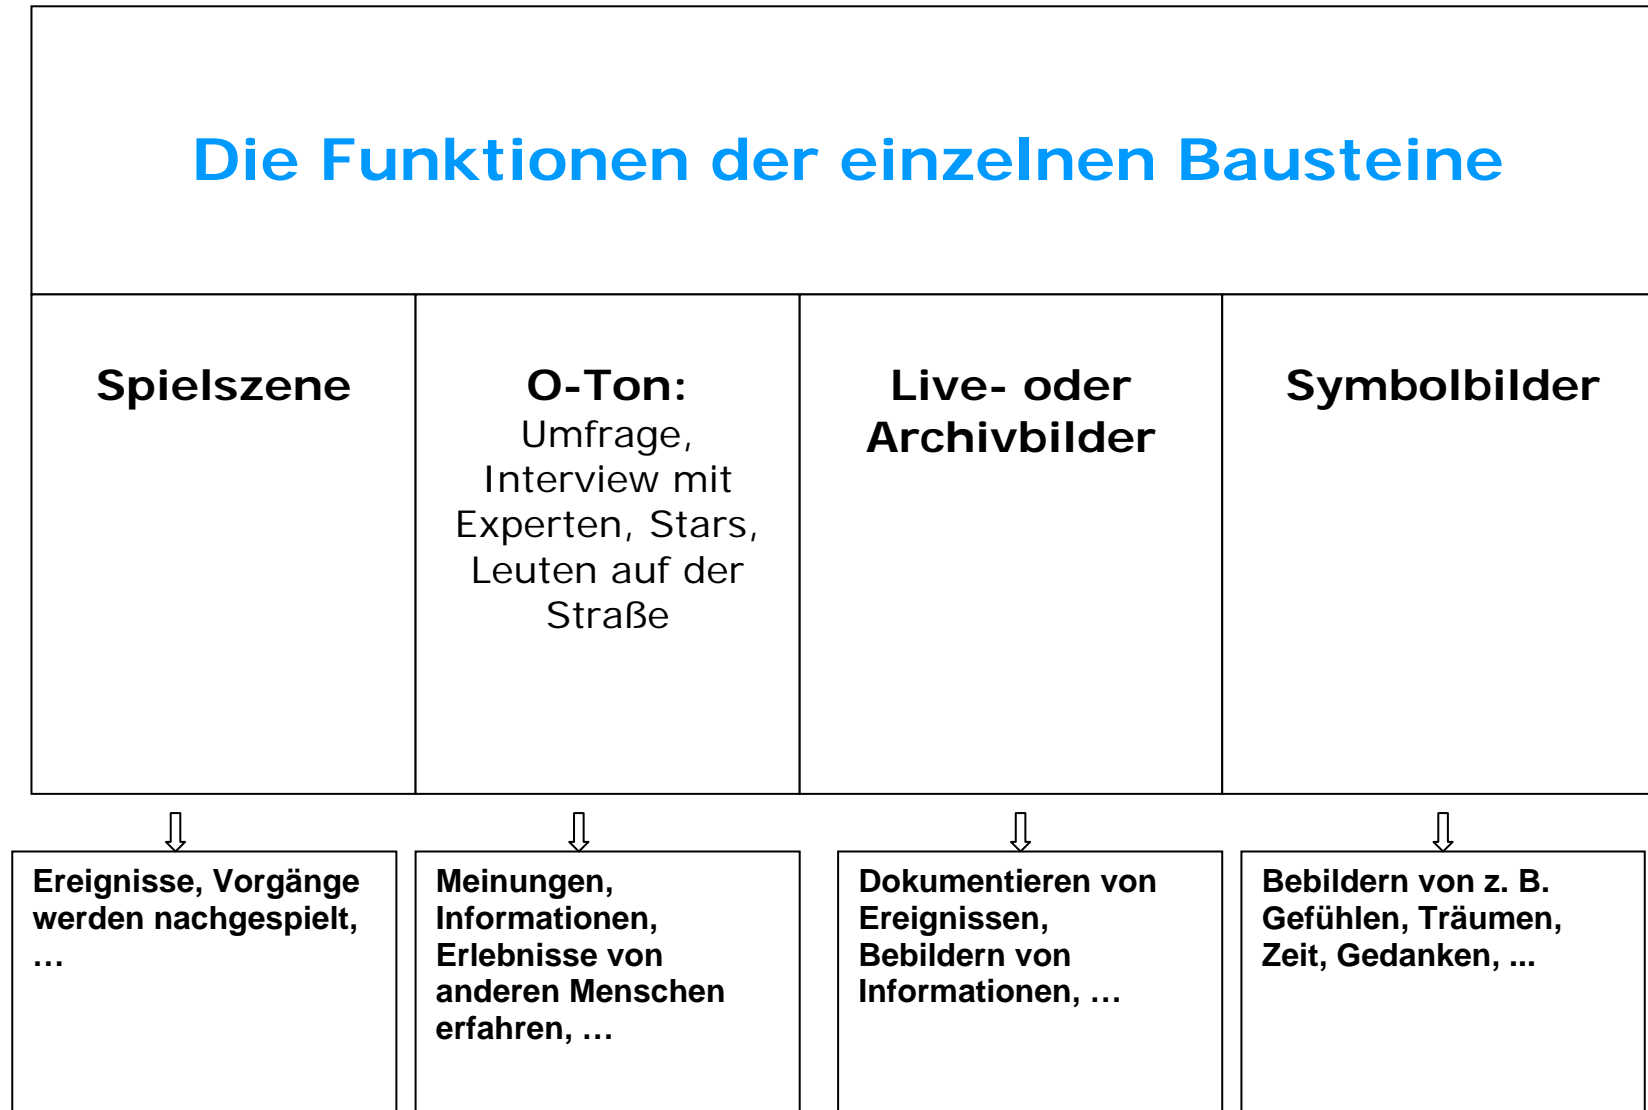 Die Funktionen der einzelnen Bausteine
Spielszene
O-Ton:
Umfrage,
Interview mit
Experten, Stars,
Leuten auf der
Straße
Live- oder
Archivbilder
Symbolbilder
Ereignisse, Vorgänge
werden nachgespielt,
…
Meinungen,
Informationen,
Erlebnisse von
anderen Menschen
erfahren, …
Dokumentieren von
Ereignissen,
Bebildern von
Informationen, …
Bebildern von z. B.
Gefühlen, Träumen,
Zeit, Gedanken, ...